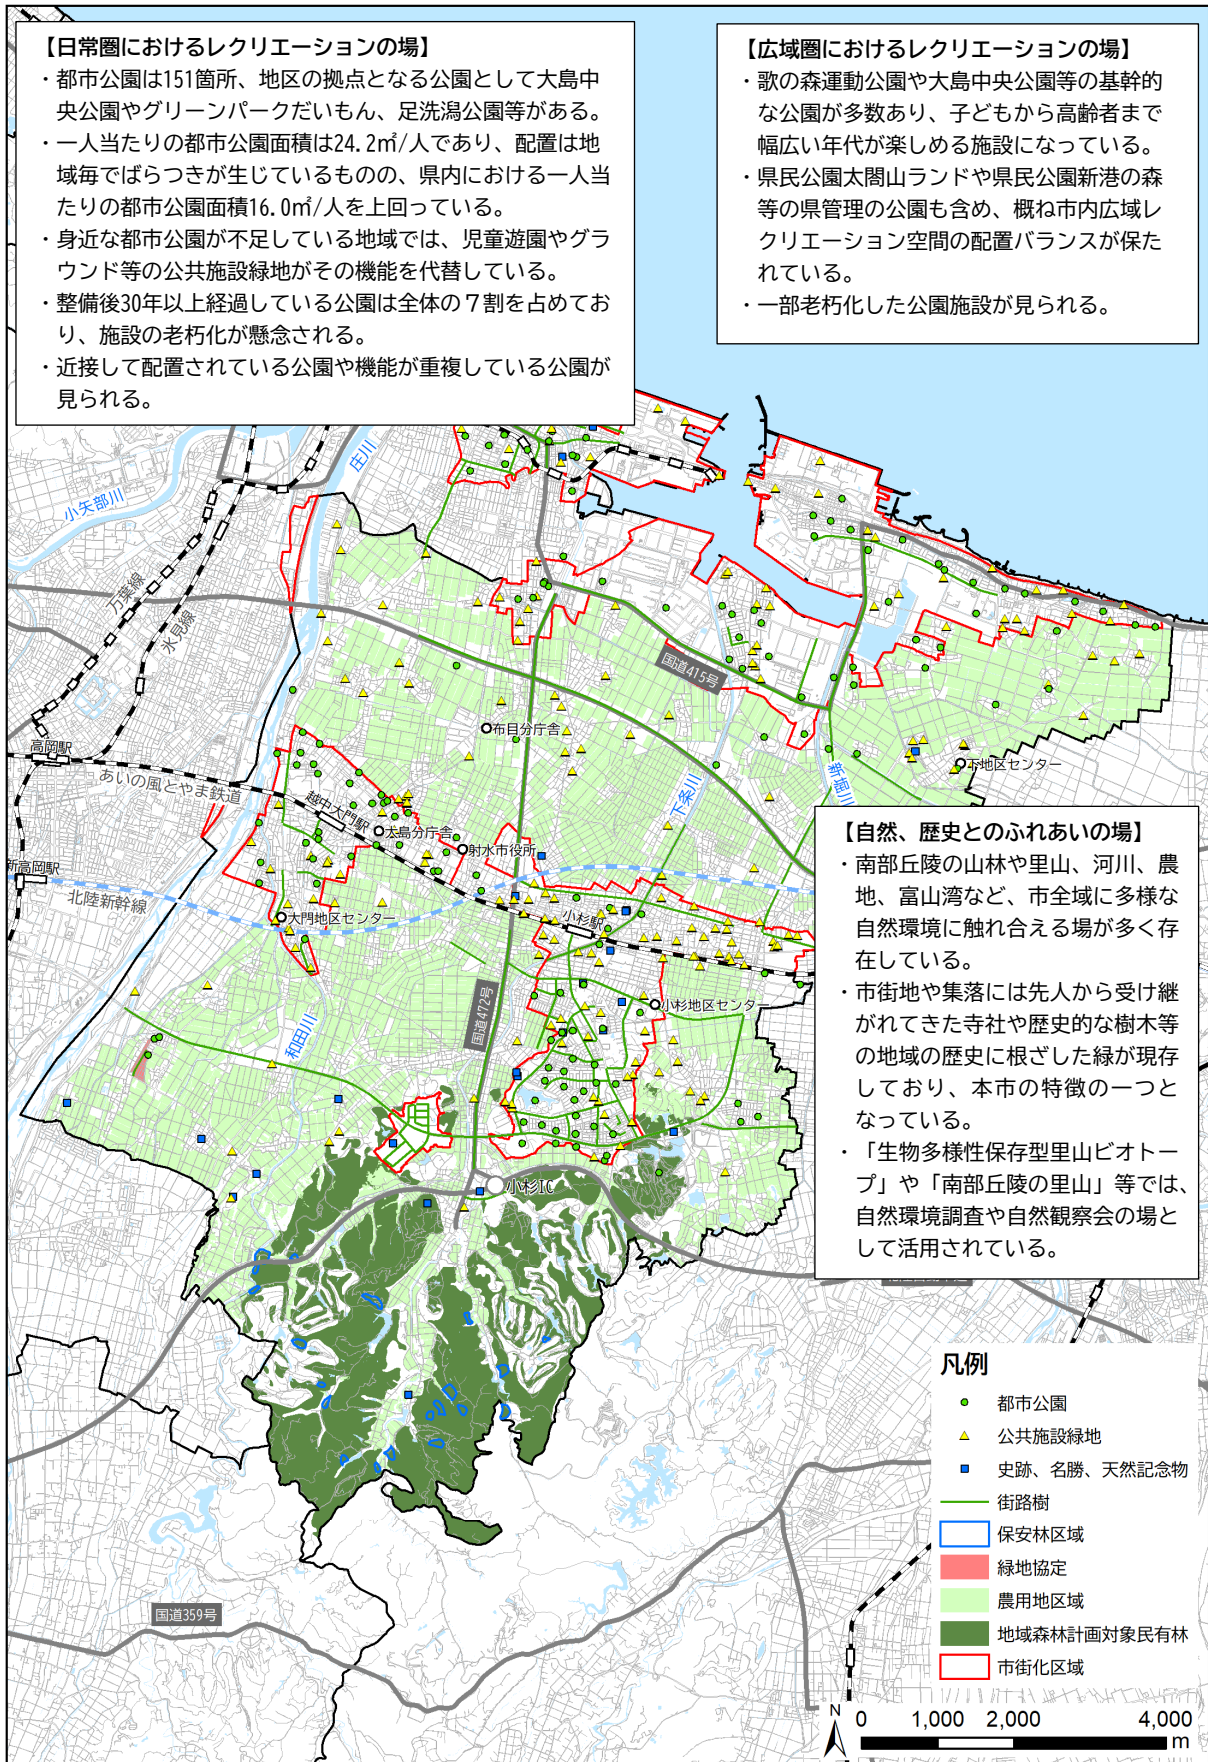 【日常圏におけるレクリエーションの場】
・都市公園は151箇所、地区の拠点となる公園として大島中
央公園やグリーンパークだいもん、足洗潟公園等がある。
・一人当たりの都市公園面積は24.2㎡/人であり、配置は地
域毎でばらつきが生じているものの、県内における一人当
たりの都市公園面積16.0㎡/人を上回っている。
・身近な都市公園が不足している地域では、児童遊園やグラ
ウンド等の公共施設緑地がその機能を代替している。
・整備後30年以上経過している公園は全体の７割を占めてお
り、施設の老朽化が懸念される。
・近接して配置されている公園や機能が重複している公園が
見られる。
【広域圏におけるレクリエーションの場】
・歌の森運動公園や大島中央公園等の基幹的
な公園が多数あり、子どもから高齢者まで
幅広い年代が楽しめる施設になっている。
・県民公園太閤山ランドや県民公園新港の森
等の県管理の公園も含め、概ね市内広域レ
クリエーション空間の配置バランスが保た
れている。
・一部老朽化した公園施設が見られる。
庄川
小矢部川
万葉線
氷見線
国道415号
布目分庁舎
高岡駅
あいの風とやま鉄道
下地区センター
新堀川
下条川
越中大門駅
大島分庁舎
射水市役所
新高岡駅
北陸新幹線
大門地区センター
小杉駅
小杉地区センター
国道472号
和田川
小杉IC
【自然、歴史とのふれあいの場】
・南部丘陵の山林や里山、河川、農
地、富山湾など、市全域に多様な
自然環境に触れ合える場が多く存
在している。
・市街地や集落には先人から受け継
がれてきた寺社や歴史的な樹木等
の地域の歴史に根ざした緑が現存
しており、本市の特徴の一つと
なっている。
・「生物多様性保存型里山ビオトー
プ」や「南部丘陵の里山」等では、
自然環境調査や自然観察会の場と
して活用されている。
国道359号
凡例
都市公園
公共施設緑地
史跡、名勝、天然記念物
街路樹
保安林区域
緑地協定
農用地区域
地域森林計画対象民有林
市街化区域
N
0 1,000 2,000 4,000
m